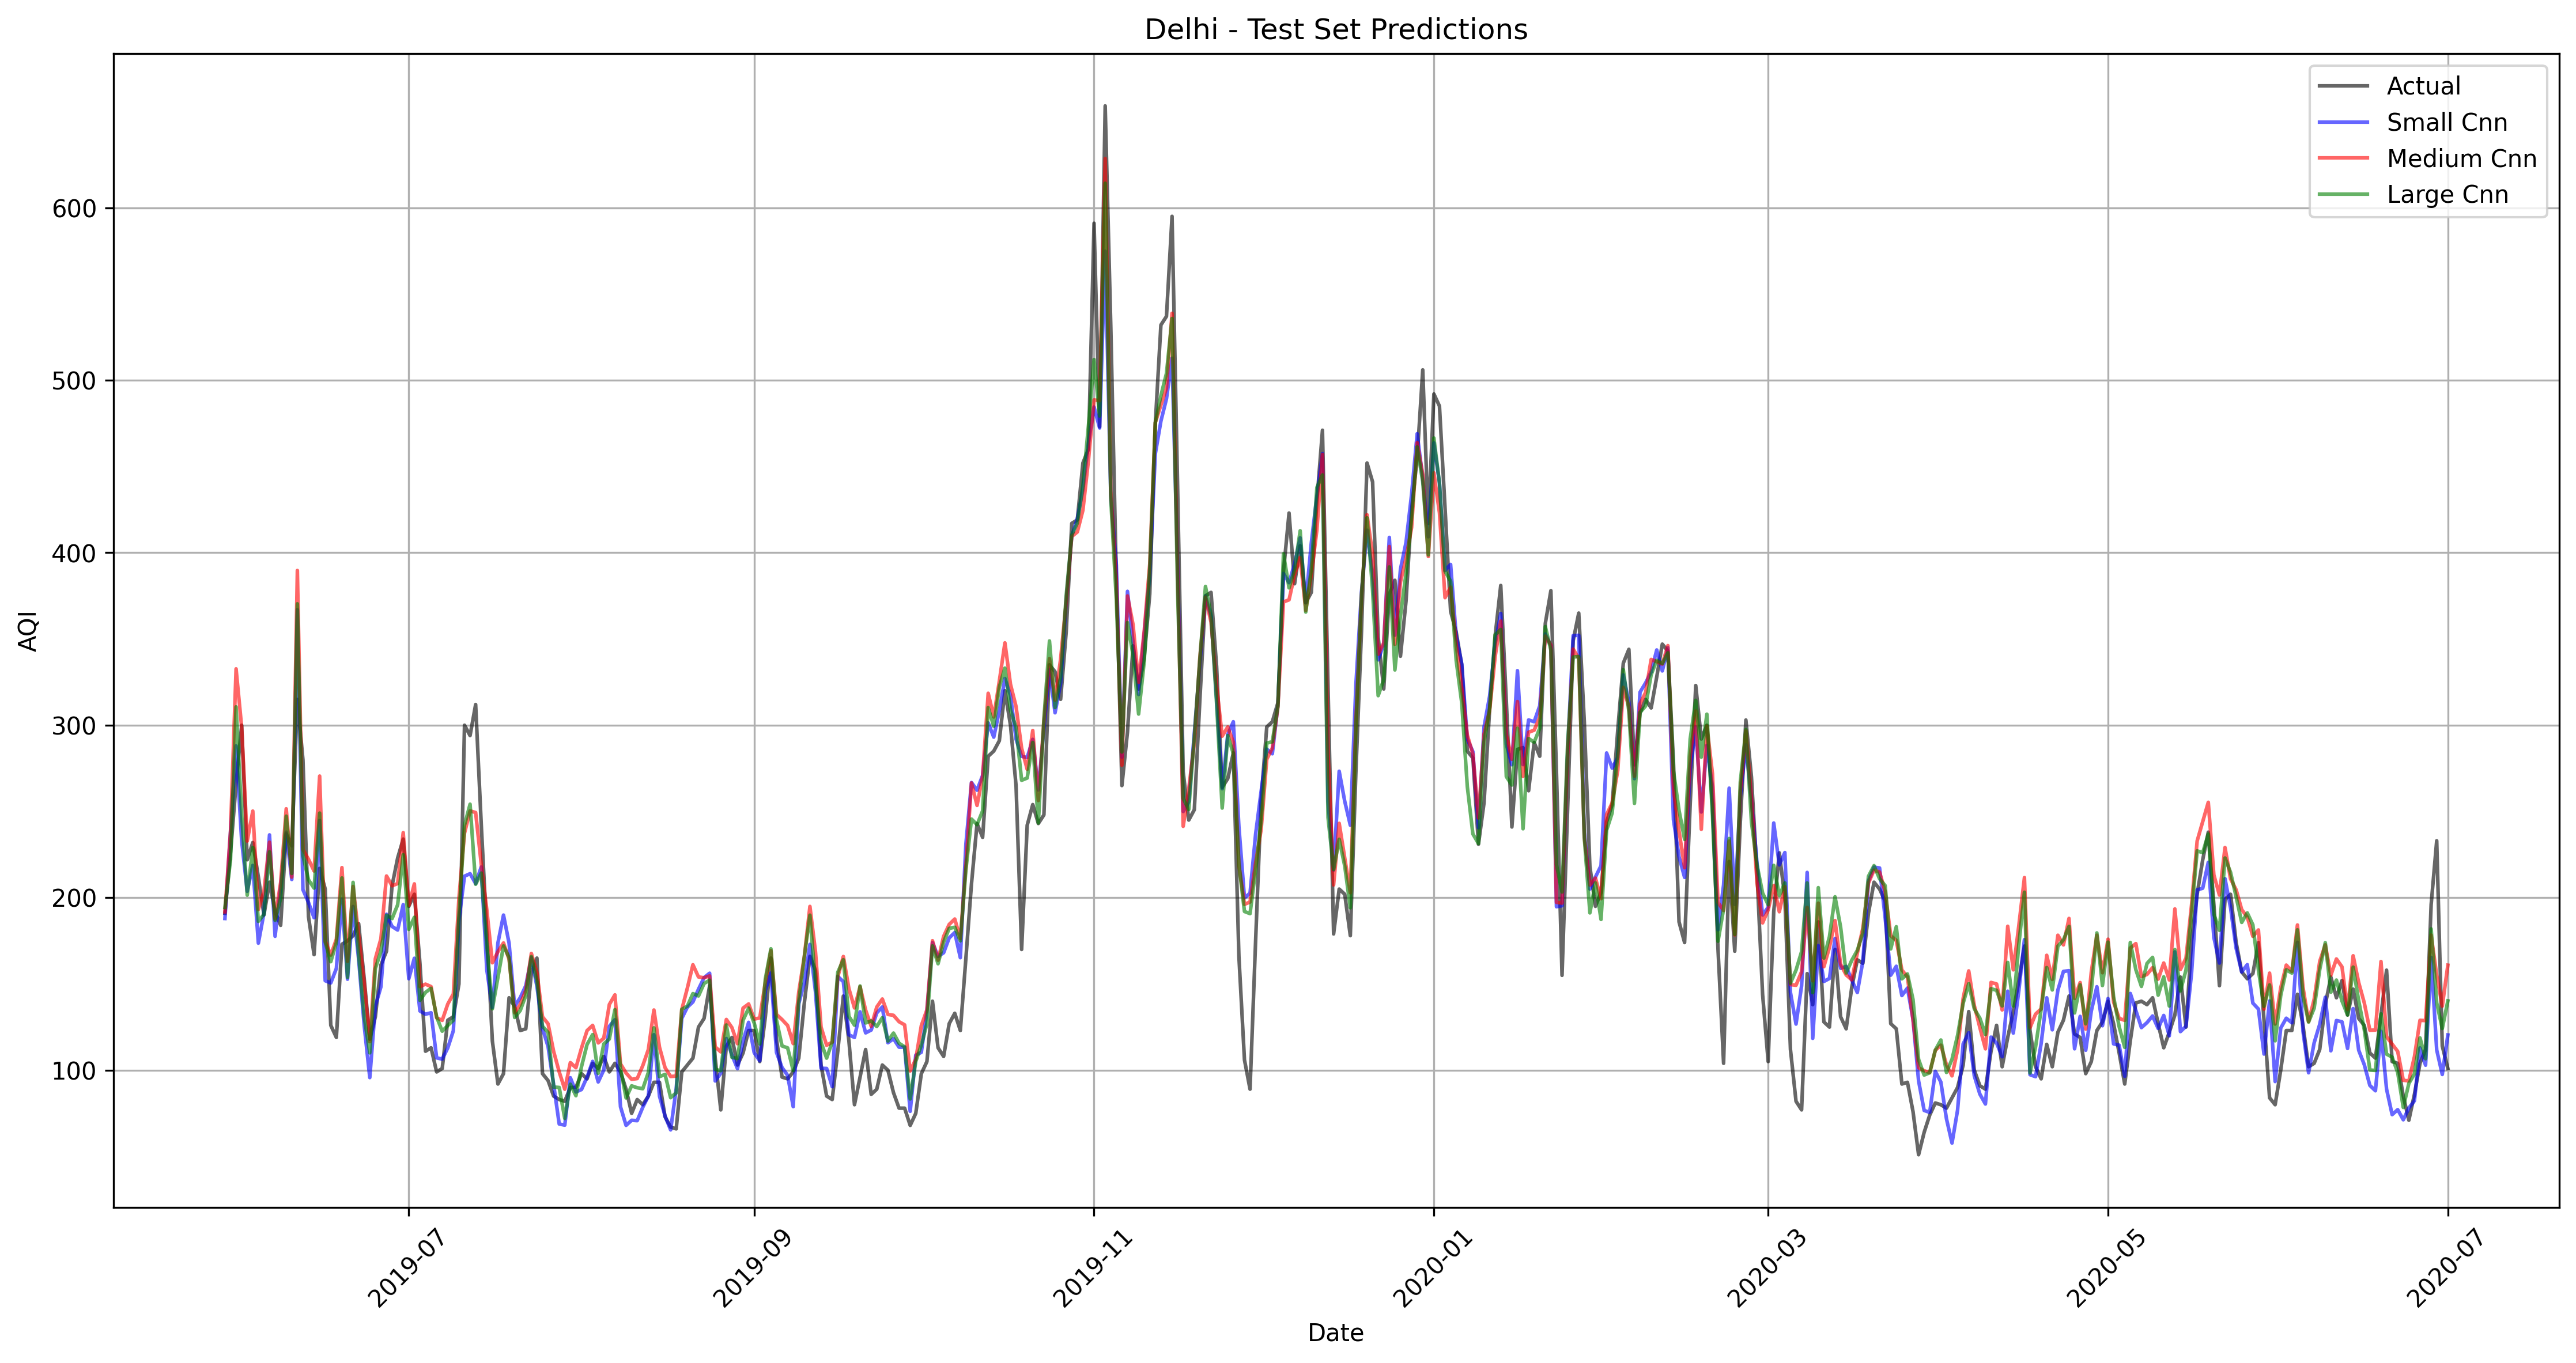 Delhi - Test Set Predictions
Actual
Small Cnn
Medium Cnn
Large Cnn
AQI
600
500
400
300
200
100
2019-07
2019-09
2019-11
2020-01
2020-03
2020-05
2020-07
Date